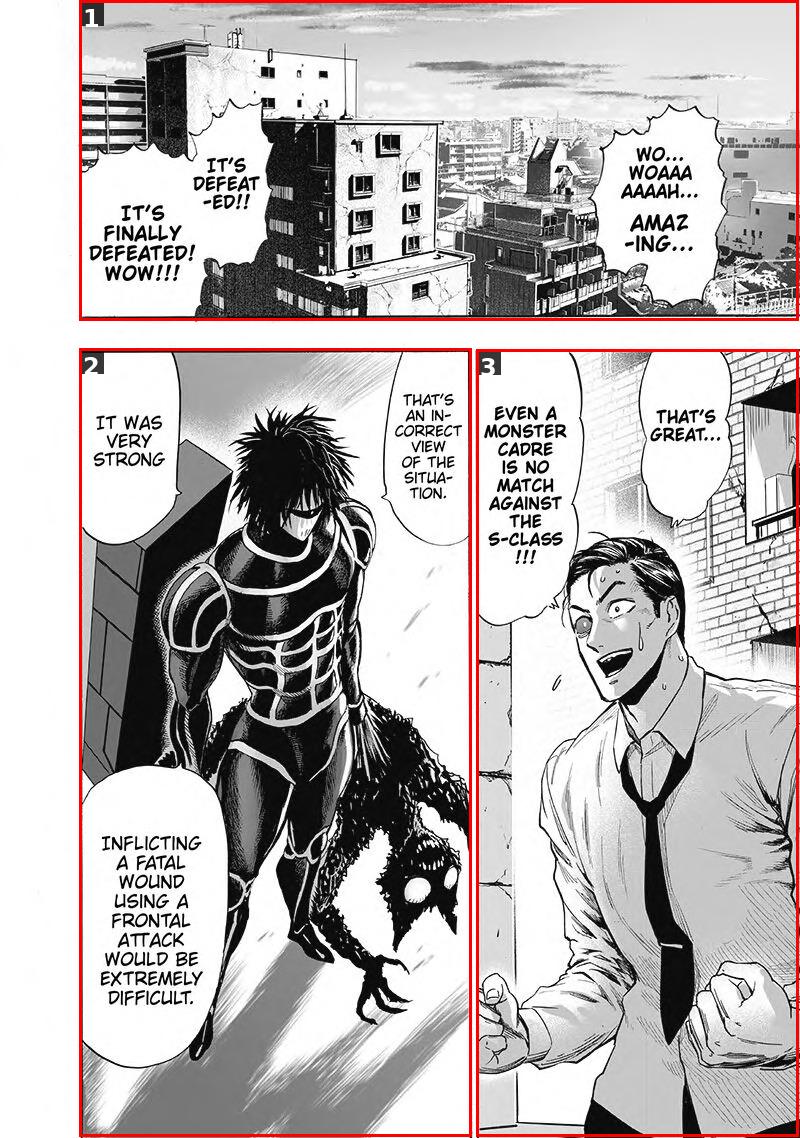 WO...
WOAAA
AAAAH...
AMAZ
-ING...
IT'S
DEFEAT
-ED!!
IT'S
FINALLY
DEFEATED!
WOW!!!
THAT'S
GREAT...
EVEN A
MONSTER
CADRE
IS NO
MATCH
AGAINST
THE
S-CLASS
!!!
THAT'S
AN IN-
CORRECT
VIEW
OF THE
SITUA-
TION.
IT WAS
VERY
STRONG
INFLICTING
A FATAL
WOUND
USING A
FRONTAL
ATTACK
WOULD BE
EXTREMELY
DIFFICULT.
1
2
3